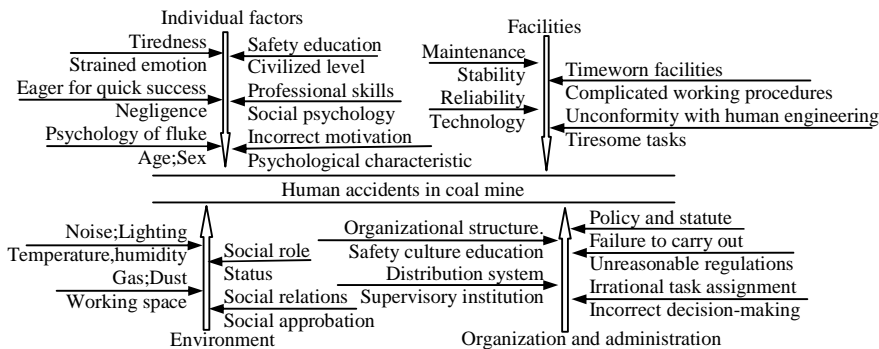 Individual factors
Tiredness
Strained emotion
Eager for quick success
Negligence
Psychology of fluke
Age;Sex
Safety education
Civilized level
Professional skills
Social psychology
Incorrect motivation
Psychological characteristic
Facilities
Maintenance
Stability
Reliability
Technology
Timeworn facilities
Complicated working procedures
Unconformity with human engineering
Tiresome tasks
Human accidents in coal mine
Noise;Lighting
Temperature,humidity
Gas;Dust
Working space
Social role
Status
Social relations
Social approbation
Environment
Organizational structure.
Safety culture education
Distribution system
Supervisory institution
Policy and statute
Failure to carry out
Unreasonable regulations
Irrational task assignment
Incorrect decision-making
Organization and administration